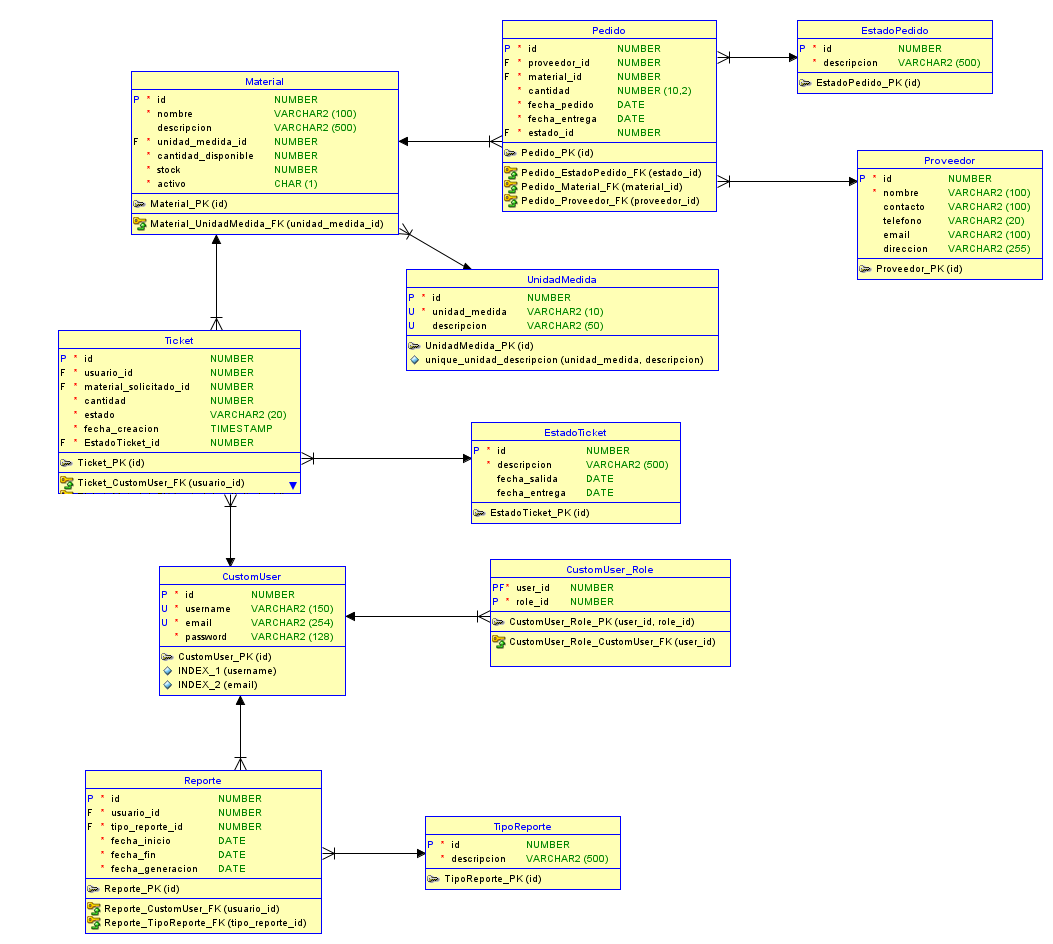 Pedido
P * id NUMBER
F * proveedor_id NUMBER
F * material_id NUMBER
* cantidad NUMBER (10,2)
* fecha_pedido DATE
* fecha_entrega DATE
F * estado_id NUMBER
Pedido_PK (id)
Pedido_EstadoPedido_FK (estado_id)
Pedido_Material_FK (material_id)
Pedido_Proveedor_FK (proveedor_id)
EstadoPedido
P * id NUMBER
* descripcion VARCHAR2 (500)
EstadoPedido_PK (id)
Material
P * id NUMBER
* nombre VARCHAR2 (100)
descripcion VARCHAR2 (500)
F * unidad_medida_id NUMBER
* cantidad_disponible NUMBER
* stock NUMBER
* activo CHAR (1)
Material_PK (id)
Material_UnidadMedida_FK (unidad_medida_id)
Proveedor
P * id NUMBER
* nombre VARCHAR2 (100)
contacto VARCHAR2 (100)
telefono VARCHAR2 (20)
email VARCHAR2 (100)
direccion VARCHAR2 (255)
Proveedor_PK (id)
UnidadMedida
P * id NUMBER
U * unidad_medida VARCHAR2 (10)
U descripcion VARCHAR2 (50)
UnidadMedida_PK (id)
unique_unidad_descripcion (unidad_medida, descripcion)
Ticket
P * id NUMBER
F * usuario_id NUMBER
F * material_solicitado_id NUMBER
* cantidad NUMBER
* estado VARCHAR2 (20)
* fecha_creacion TIMESTAMP
F * EstadoTicket_id NUMBER
Ticket_PK (id)
Ticket_CustomUser_FK (usuario_id)
EstadoTicket
P * id NUMBER
* descripcion VARCHAR2 (500)
fecha_salida DATE
fecha_entrega DATE
EstadoTicket_PK (id)
CustomUser
P * id NUMBER
U * username VARCHAR2 (150)
U * email VARCHAR2 (254)
* password VARCHAR2 (128)
CustomUser_PK (id)
INDEX_1 (username)
INDEX_2 (email)
CustomUser_Role
PF* user_id NUMBER
P * role_id NUMBER
CustomUser_Role_PK (user_id, role_id)
CustomUser_Role_CustomUser_FK (user_id)
Reporte
P * id NUMBER
F * usuario_id NUMBER
F * tipo_reporte_id NUMBER
* fecha_inicio DATE
* fecha_fin DATE
* fecha_generacion DATE
Reporte_PK (id)
Reporte_CustomUser_FK (usuario_id)
Reporte_TipoReporte_FK (tipo_reporte_id)
TipoReporte
P * id NUMBER
* descripcion VARCHAR2 (500)
TipoReporte_PK (id)